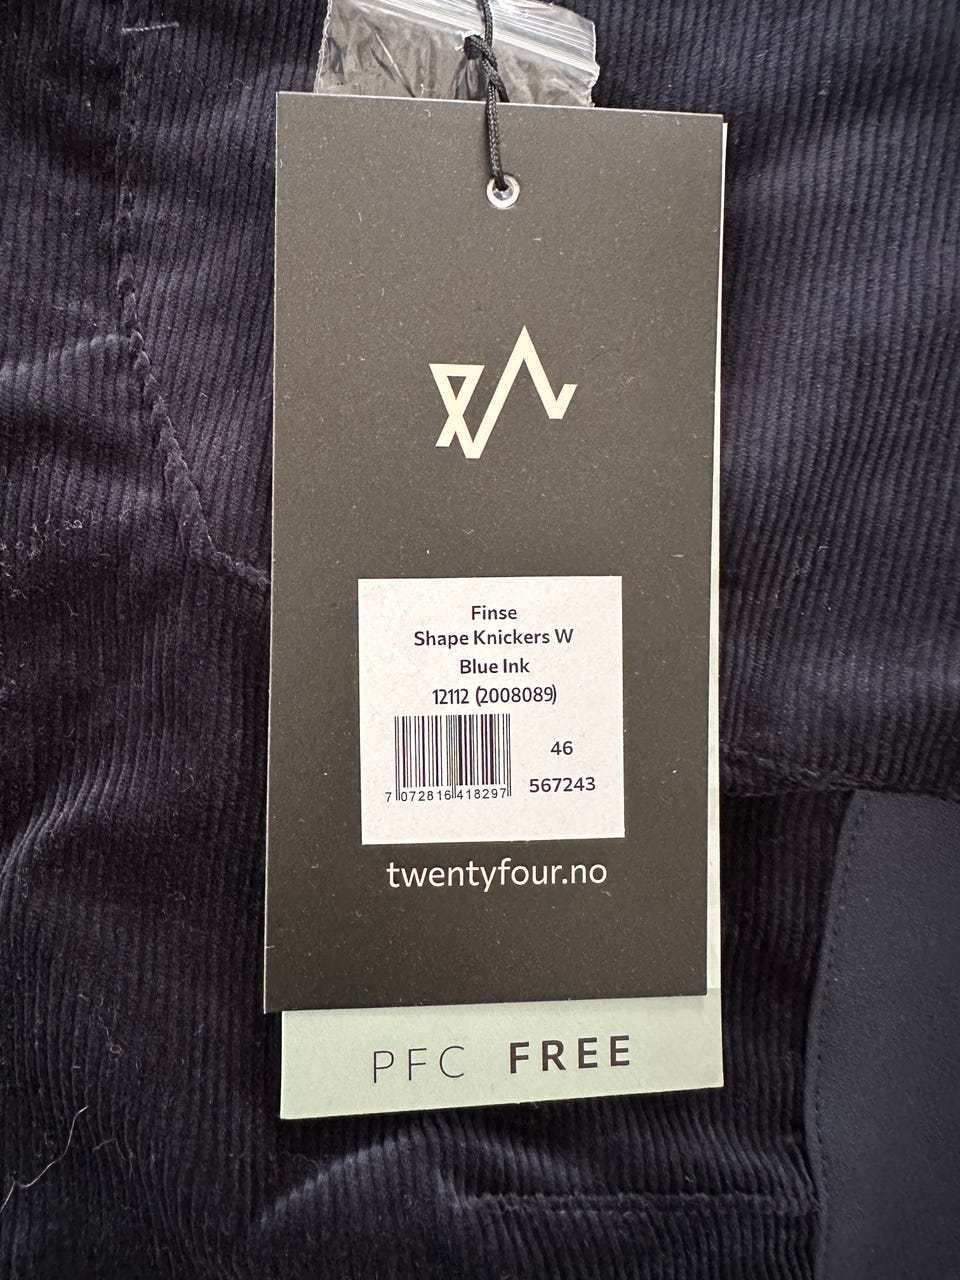 Finse
Shape Knickers W
Blue Ink
12112 (2008089)
46
7 072816 418297
567243
twentyfour.no
PFC FREE